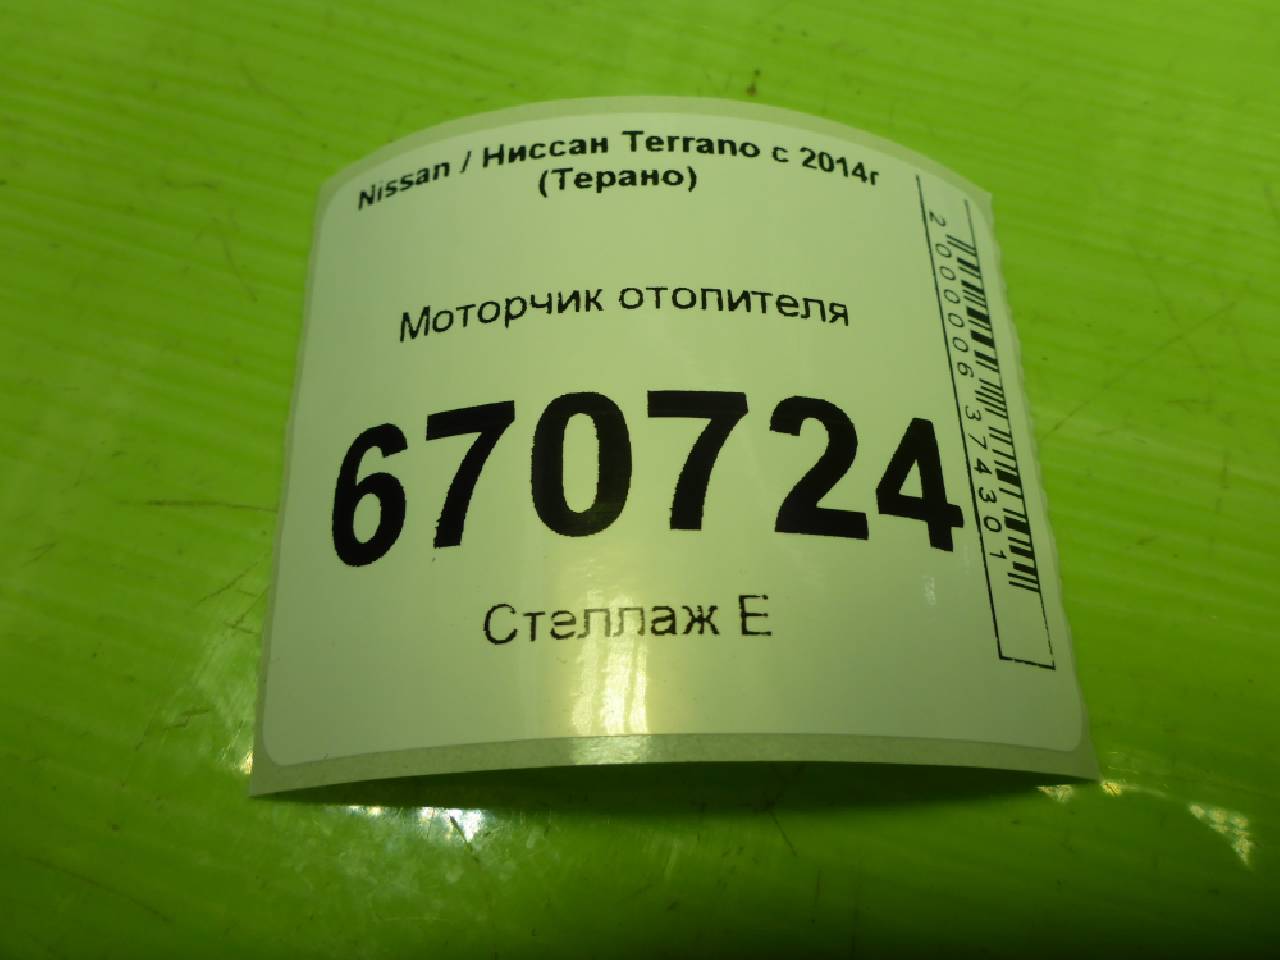 Nissan / Ниссан Terrano с 2014г
(Терано)
Моторчик отопителя
670724
Стеллаж Е
2000006374301